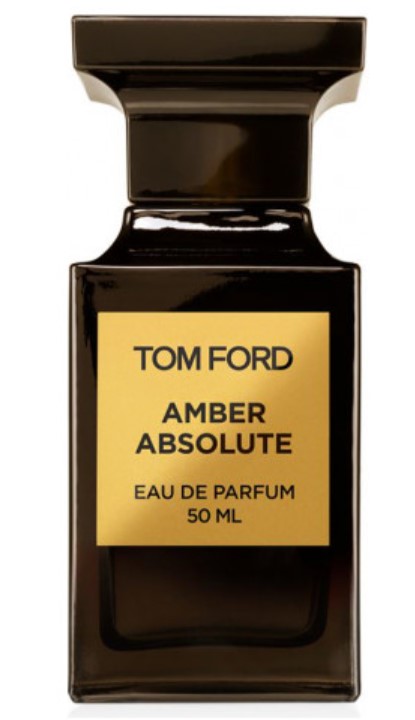 TOM FORD
AMBER
ABSOLUTE
EAU DE PARFUM
50 ML